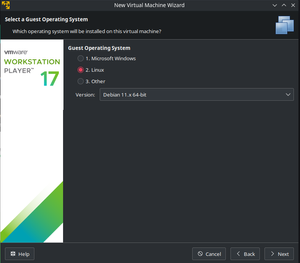 New Virtual Machine Wizard
Select a Guest Operating System
Which operating system will be installed on this virtual machine?
vmware
WORKSTATION
PLAYER™
17
Guest Operating System
1. Microsoft Windows
2. Linux
3. Other
Version: Debian 11.x 64-bit
Help
Cancel
Back
Next